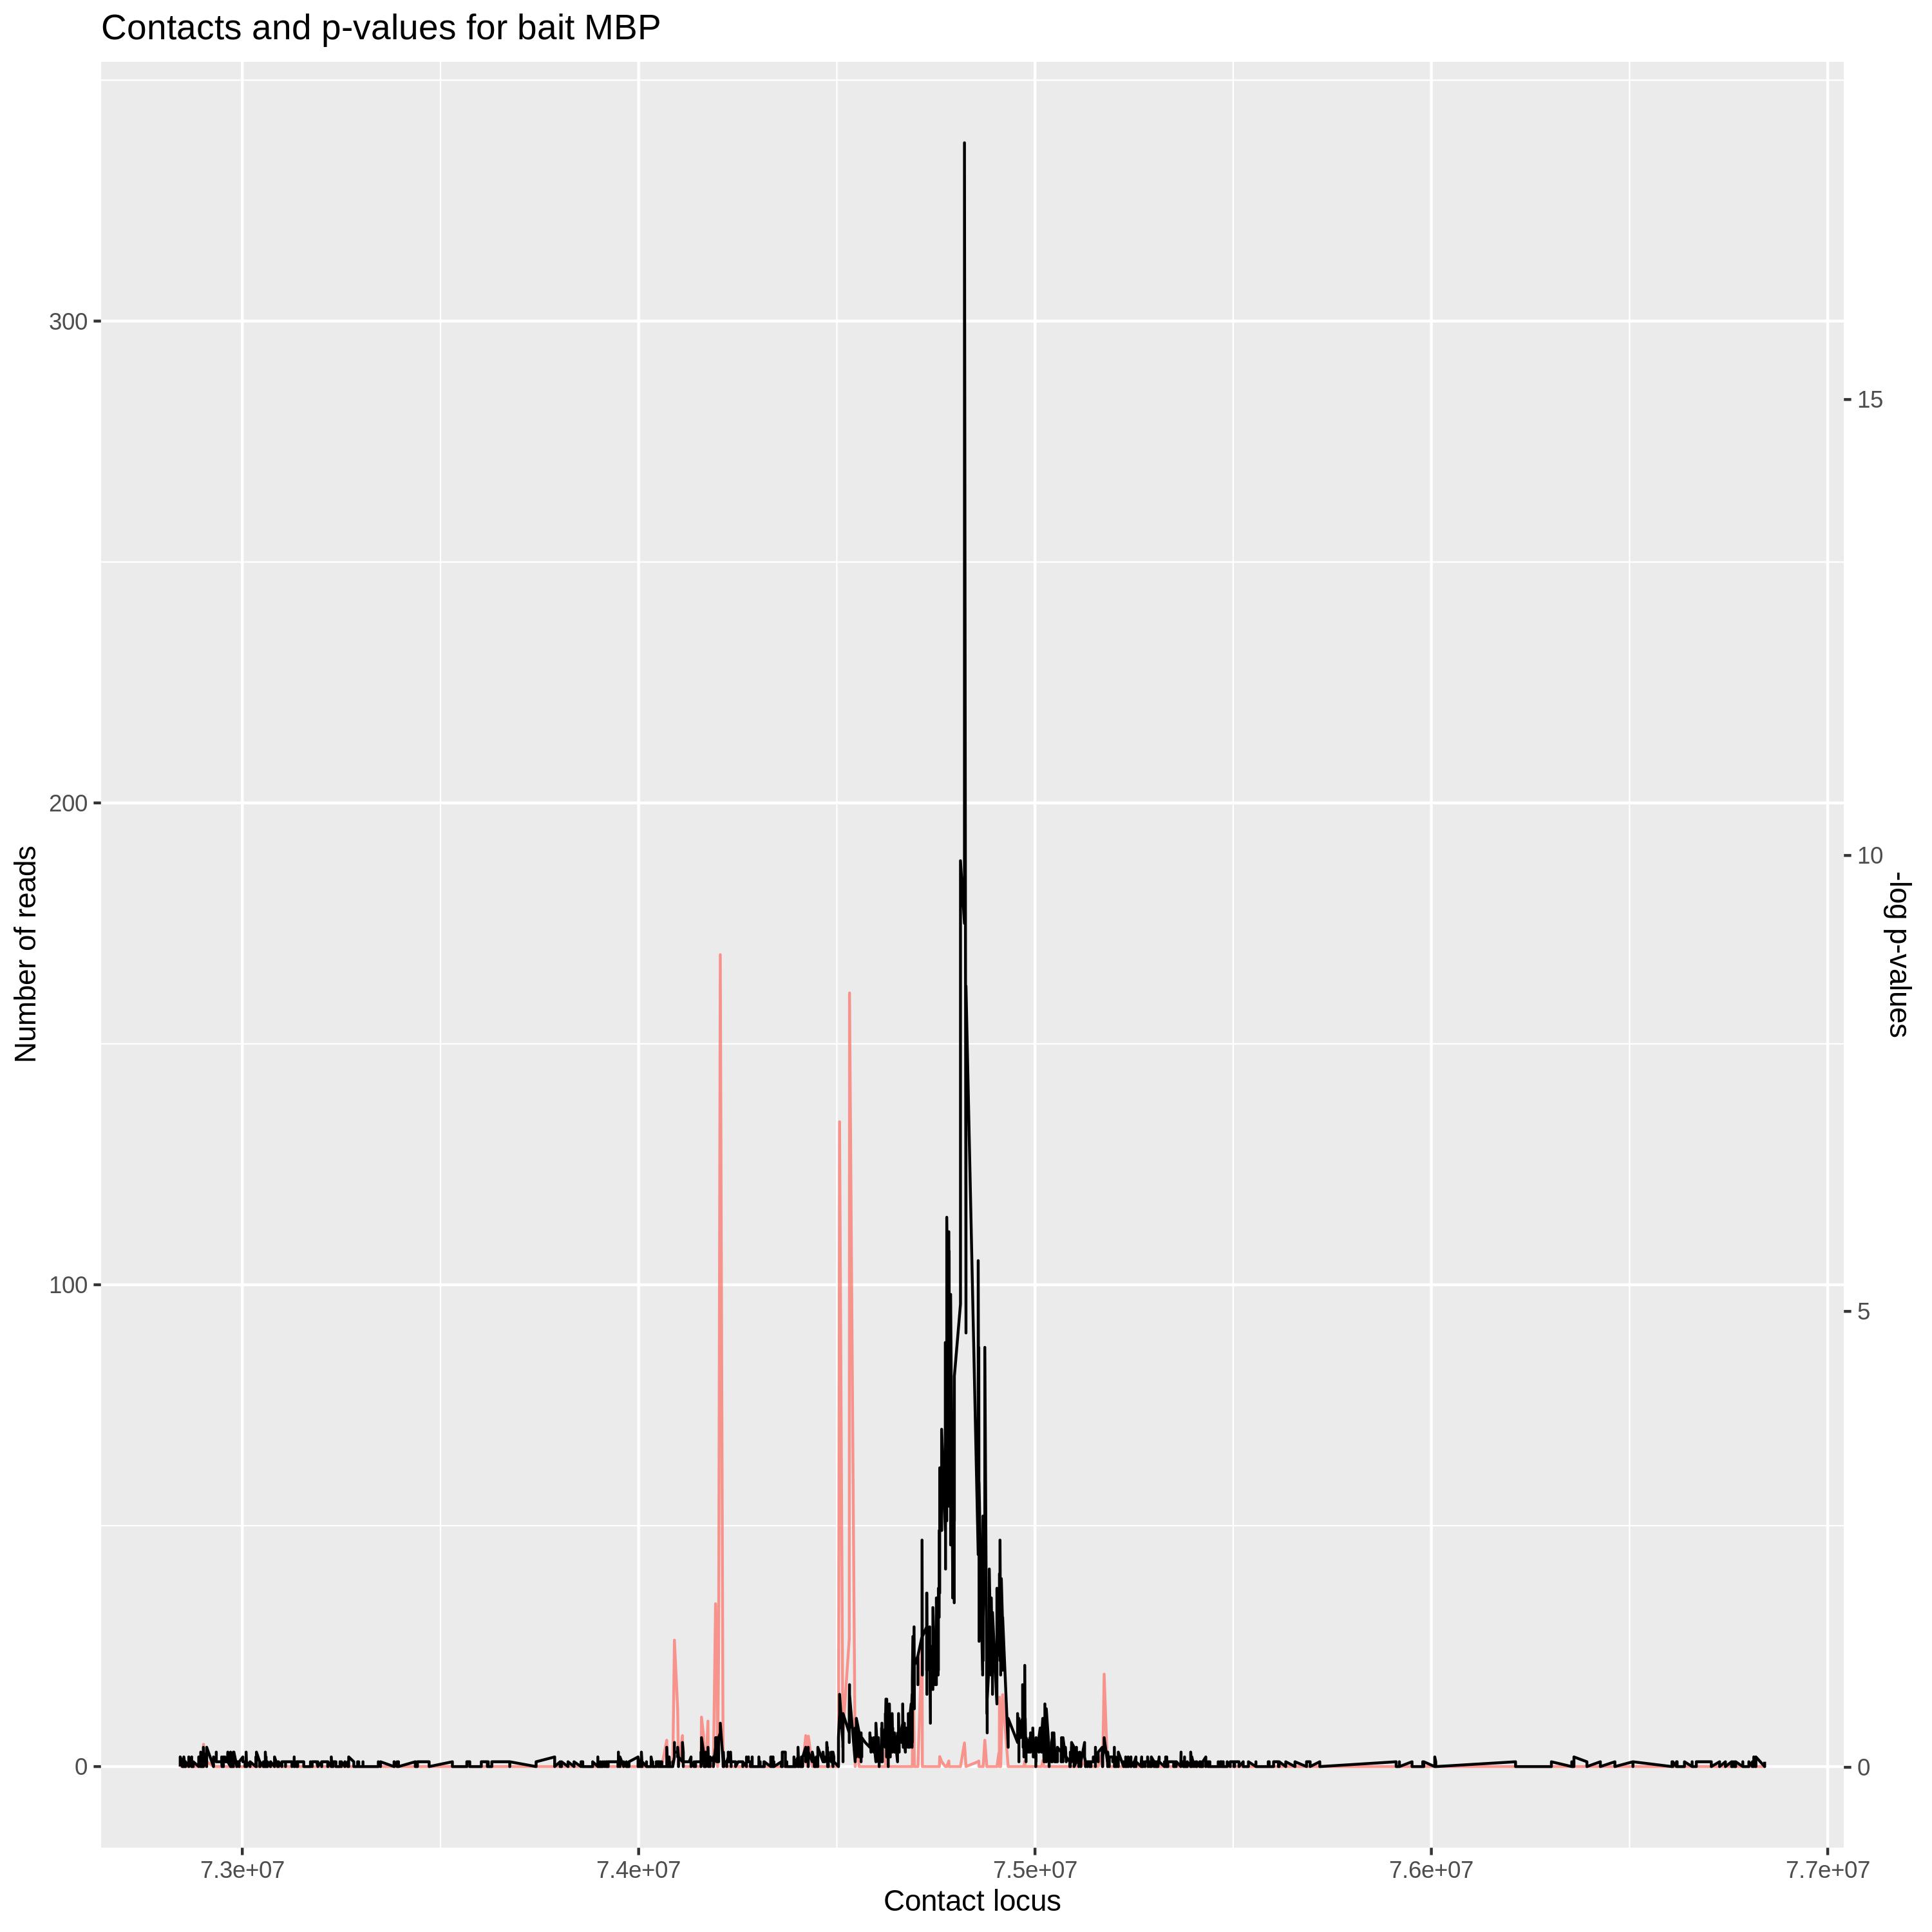 Contacts and p-values for bait MBP
300
200
100
0
Number of reads
15
10
5
0
-log p-values
7.3e+07
7.4e+07
7.5e+07
7.6e+07
7.7e+07
Contact locus